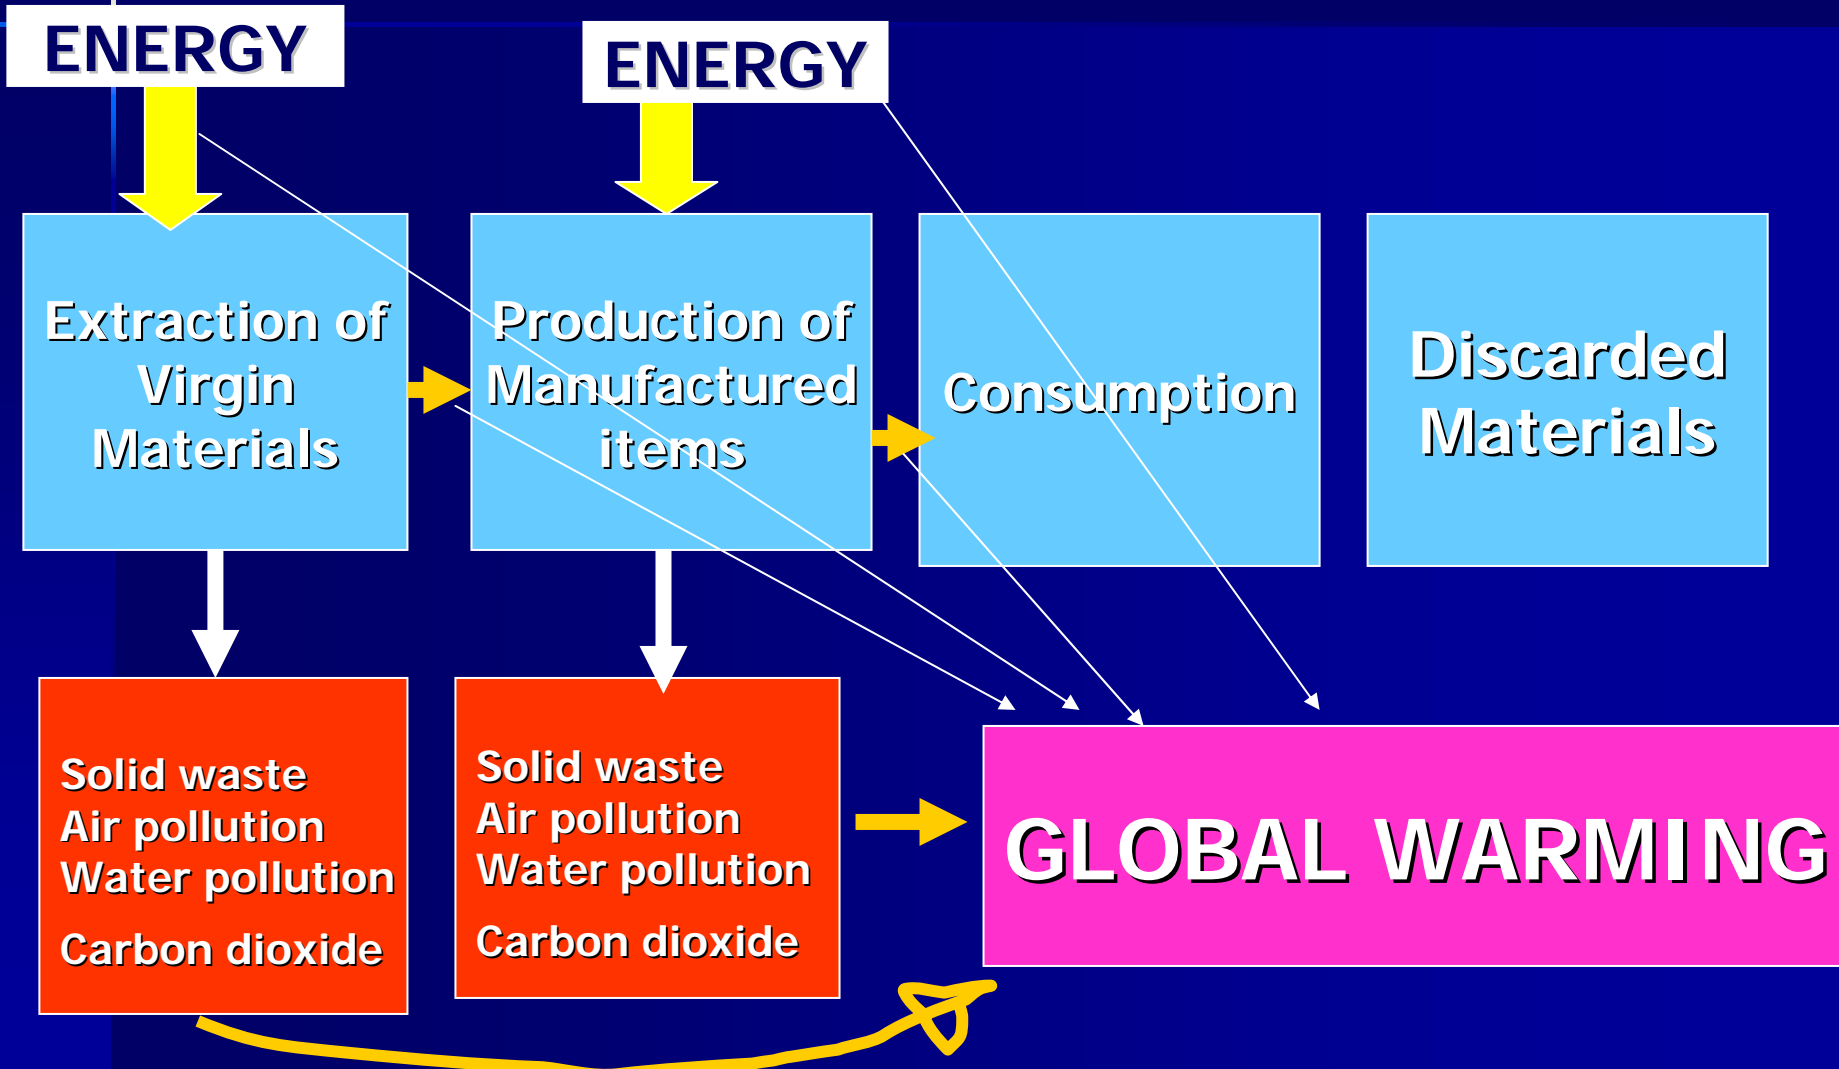 ENERGY
ENERGY
Extraction of
Virgin
Materials
Production of
Manufactured
items
Consumption
Discarded
Materials
Solid waste
Air pollution
Water pollution
Carbon dioxide
Solid waste
Air pollution
Water pollution
Carbon dioxide
GLOBAL WARMING